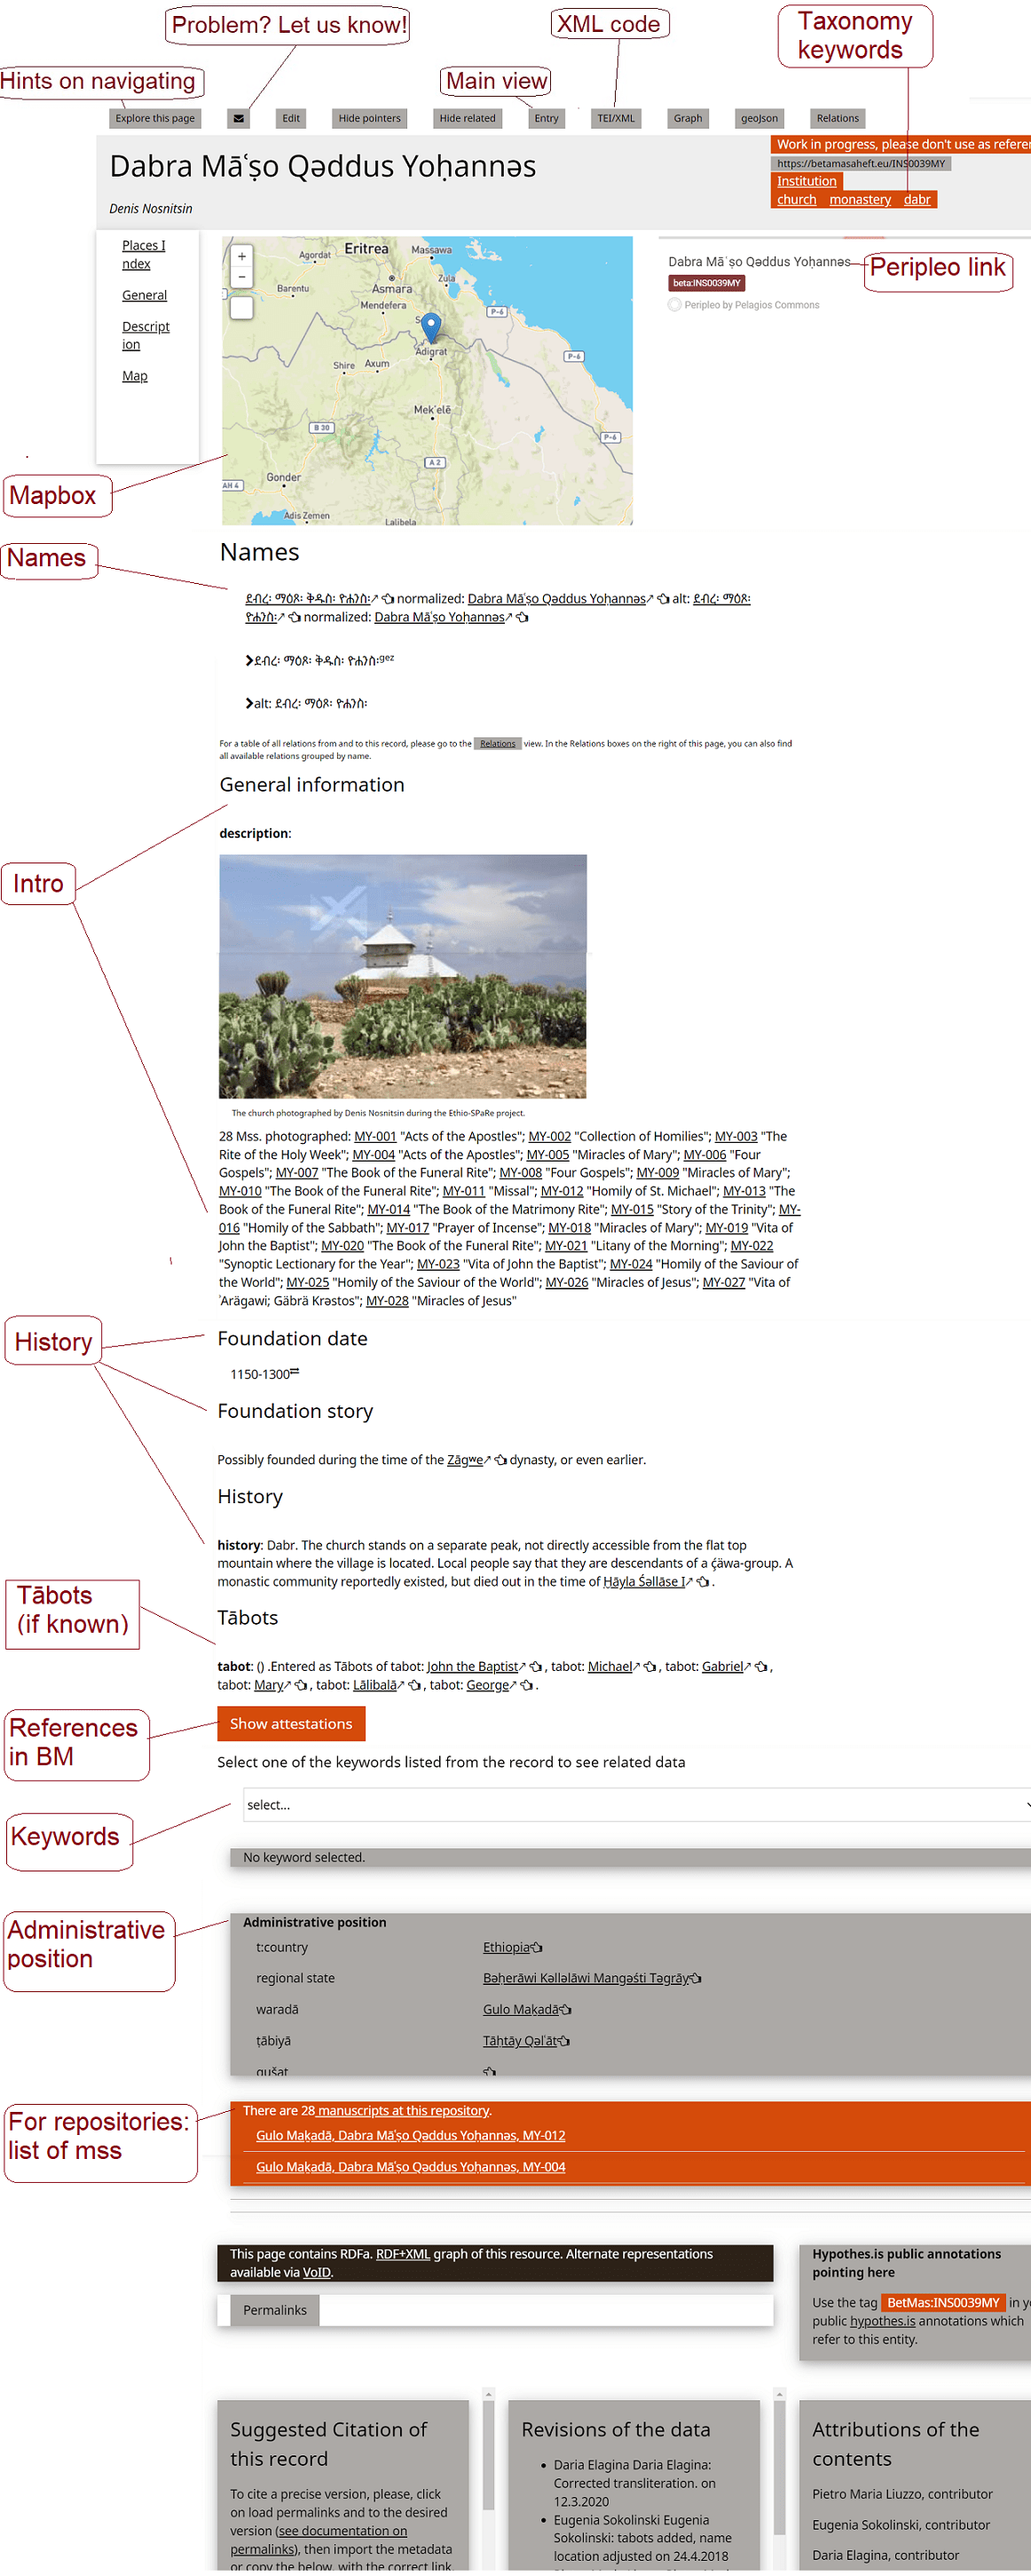 Problem? Let us know!
XML code
Taxonomy
keywords
Hints on navigating
Main view
Explore this page
Edit
Hide pointers
Hide related
Entry
TEI/XML
Graph
geoJson
Relations
Dabra Māʿṣo Qəddus Yoḥannəs
Denis Nosnitsin
Work in progress, please don't use as refere
https://betamasaheft.eu/INS0039MY
Institution
church monastery dabr
Places I
ndex
General
Descript
ion
Map
+
−
Eritrea
Massawa
Agordat
Zula
Barentu
Asmara
Mendefera
P-6
Adigrat
Shire
Axum
P-6
Mek'elē
B 30
P-6
A 2
Gonder
AH 4
Adis Zemen
Lalibela
Dabra Māʿṣo Qəddus Yoḥannəs
Peripleo link
beta:INS0039MY
Peripleo by Pelagios Commons
Mapbox
Names
Names
ደብረ፡ ማዕጾ፡ ቅዱስ፡ ዮሐንስ፡ normalized: Dabra Māʿṣo Qəddus Yoḥannəs alt: ደብረ፡ ማዕጾ፡
ዮሐንስ፡ normalized: Dabra Māʿṣo Yoḥannəs
ደብረ፡ ማዕጾ፡ ቅዱስ፡ ዮሐንስ፡gez
alt: ደብረ፡ ማዕጾ፡ ዮሐንስ፡
For a table of all relations from and to this record, please go to the Relations view. In the Relations boxes on the right of this page, you can also find
all available relations grouped by name.
General information
description:
Intro
The church photographed by Denis Nosnitsin during the Ethio-SPaRe project.
28 Mss. photographed: MY-001 "Acts of the Apostles"; MY-002 "Collection of Homilies"; MY-003 "The
Rite of the Holy Week"; MY-004 "Acts of the Apostles"; MY-005 "Miracles of Mary"; MY-006 "Four
Gospels"; MY-007 "The Book of the Funeral Rite"; MY-008 "Four Gospels"; MY-009 "Miracles of Mary";
MY-010 "The Book of the Funeral Rite"; MY-011 "Missal"; MY-012 "Homily of St. Michael"; MY-013 "The
Book of the Funeral Rite"; MY-014 "The Book of the Matrimony Rite"; MY-015 "Story of the Trinity"; MY-
016 "Homily of the Sabbath"; MY-017 "Prayer of Incense"; MY-018 "Miracles of Mary"; MY-019 "Vita of
John the Baptist"; MY-020 "The Book of the Funeral Rite"; MY-021 "Litany of the Morning"; MY-022
"Synoptic Lectionary for the Year"; MY-023 "Vita of John the Baptist"; MY-024 "Homily of the Saviour of
the World"; MY-025 "Homily of the Saviour of the World"; MY-026 "Miracles of Jesus"; MY-027 "Vita of
ʾArägawi; Gäbrä Krəstos"; MY-028 "Miracles of Jesus"
History
Foundation date
1150-1300
Foundation story
Possibly founded during the time of the Zāgʷe dynasty, or even earlier.
History
history: Dabr. The church stands on a separate peak, not directly accessible from the flat top
mountain where the village is located. Local people say that they are descendants of a č̣äwa-group. A
monastic community reportedly existed, but died out in the time of Ḫāyla Śəllāse I .
Tābots
(if known)
Tābots
tabot: () .Entered as Tābots of tabot: John the Baptist , tabot: Michael , tabot: Gabriel ,
tabot: Mary , tabot: Lālibalā , tabot: George .
References
in BM
Show attestations
Select one of the keywords listed from the record to see related data
select...
Keywords
No keyword selected.
Administrative
position
Administrative position
t:country Ethiopia
regional state Bəḥerāwi Kəlləlāwi Mangəśti Təgrāy
waradā Gulo Maḵadā
ṭābiyā Tāḥtāy Qəlʿāt
qušat
For repositories:
list of mss
There are 28 manuscripts at this repository.
Gulo Maḵadā, Dabra Māʿṣo Qəddus Yoḥannəs, MY-012
Gulo Maḵadā, Dabra Māʿṣo Qəddus Yoḥannəs, MY-004
This page contains RDFa. RDF+XML graph of this resource. Alternate representations
available via VoID.
Permalinks
Hypothes.is public annotations
pointing here
Use the tag BetMas:INS0039MY in y
public hypothes.is annotations which
refer to this entity.
Suggested Citation of
this record
To cite a precise version, please, click
on load permalinks and to the desired
version (see documentation on
permalinks), then import the metadata
or copy the below, with the correct link
Revisions of the data
• Daria Elagina Daria Elagina:
Corrected transliteration. on
12.3.2020
• Eugenia Sokolinski Eugenia
Sokolinski: tabots added, name
location adjusted on 24.4.2018
Attributions of the
contents
Pietro Maria Liuzzo, contributor
Eugenia Sokolinski, contributor
Daria Elagina, contributor